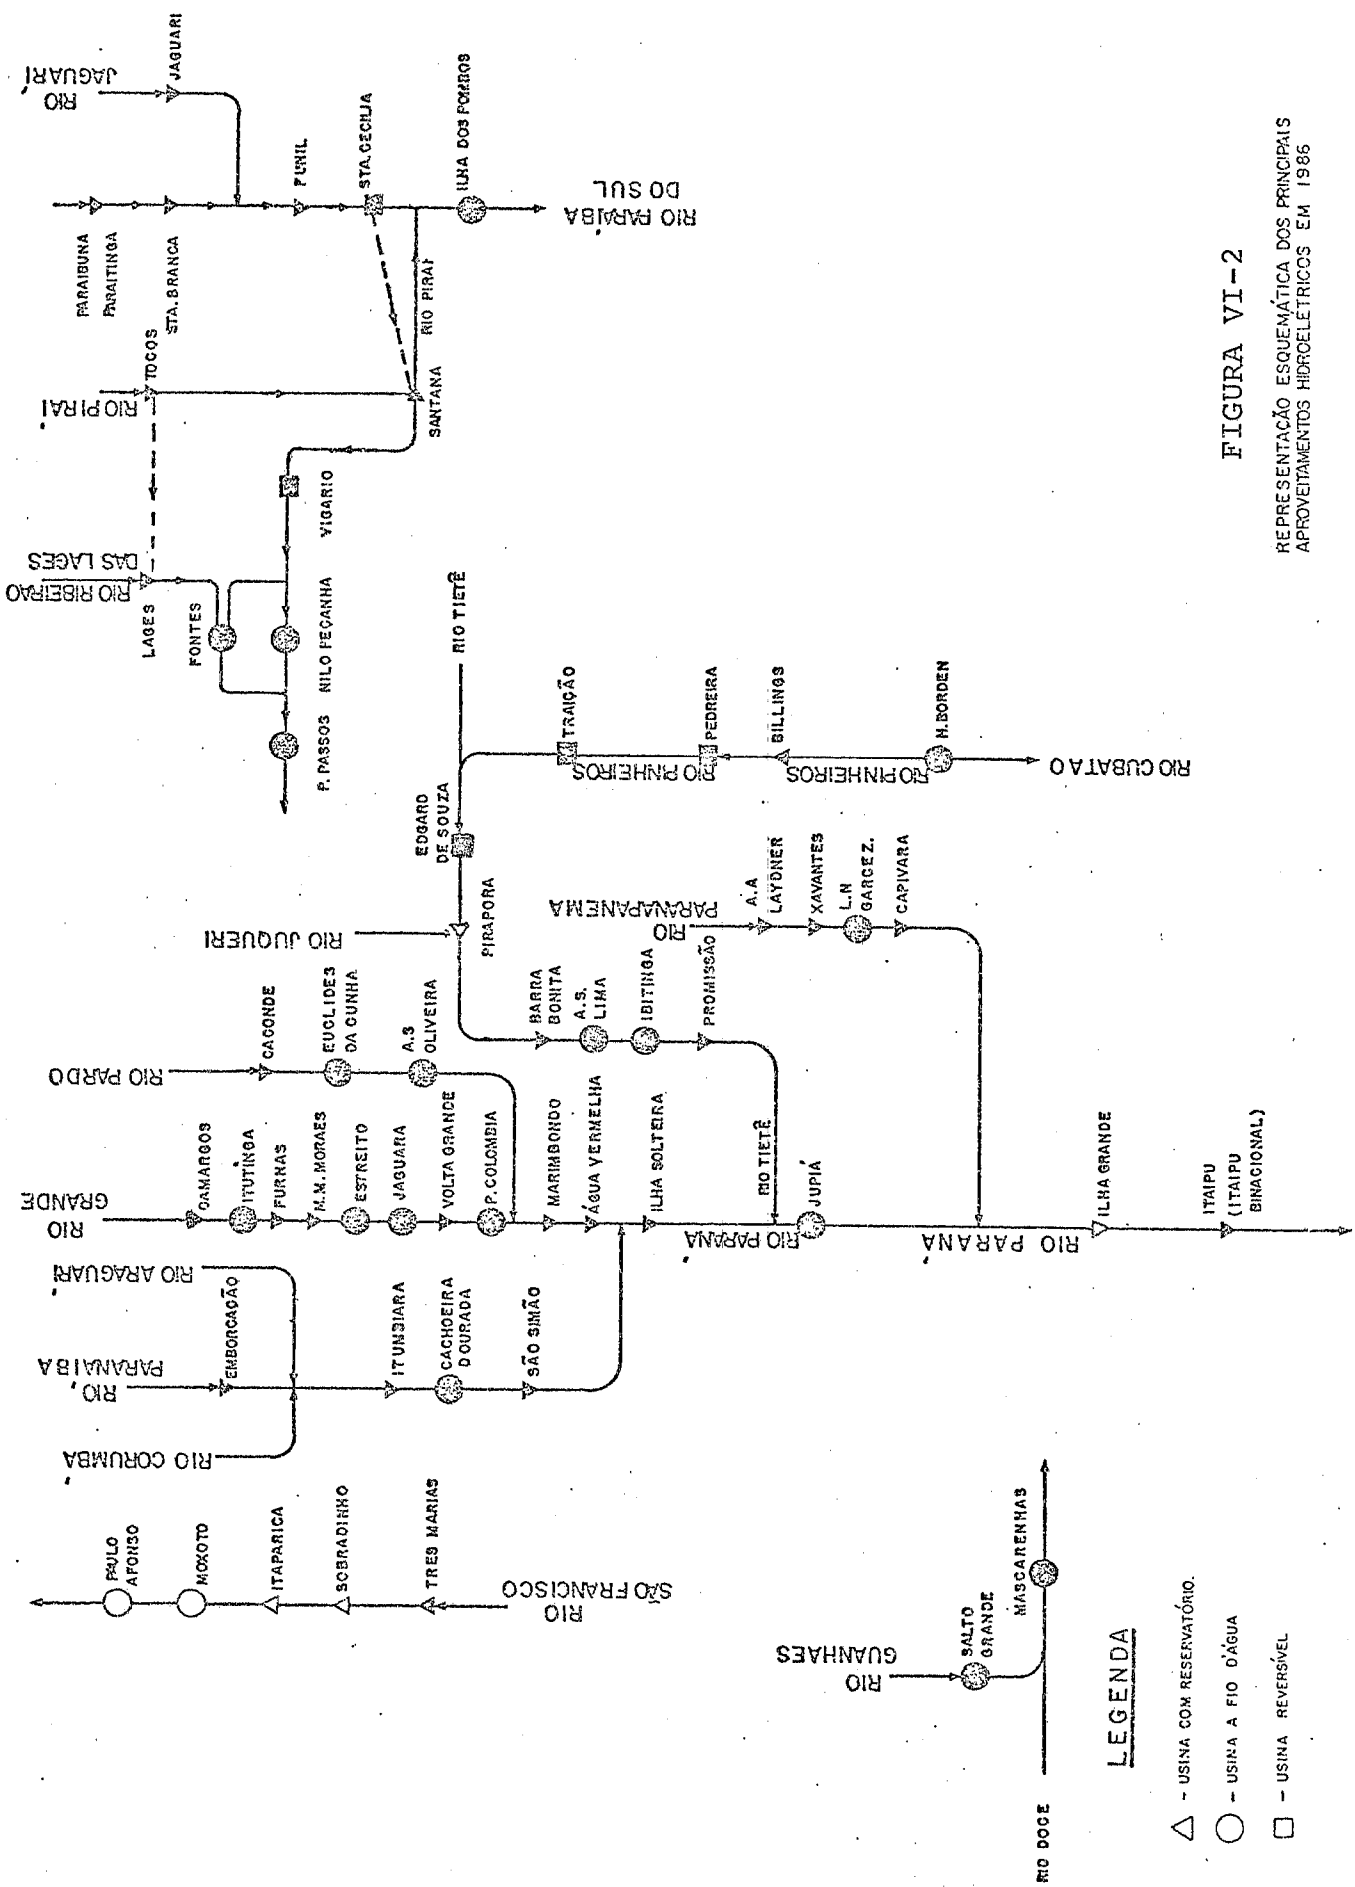 RIO
JAGUARÍ
JAGUARI
PARAIBUNA
PARAITINGA
STA. BRANCA
FUNIL
STA. CECILIA
ILHA DOS POMBOS
RIO PARAÍBA
DO SUL
RIO PIRAÍ
TOCOS
RIO PIRAI
SANTANA
RIO RIBEIRAO
DAS LAGES
LAGES
FONTES
VIGARIO
NILO PEÇANHA
P. PASSOS
RIO TIETÊ
EDGARD
DE SOUZA
TRAIÇÃO
RIO PINHEIROS
PEDREIRA
BILLINGS
RIO PINHEIROS
H. BORDEN
RIO CUBATAO
RIO JUQUERI
PIRAPORA
BARRA
BONITA
A.S.
LIMA
IBITINGA
PROMISSÃO
RIO TIETÊ
RIO
PARANAPANEMA
A.A
LAYDNER
XAVANTES
L.N
GARCEZ.
CAPIVARA
RIO PARDO
CACONDE
EUCLIDES
DA CUNHA
A.S
OLIVEIRA
RIO
GRANDE
CAMARGOS
ITUTINGA
FURNAS
M.M. MORAES
ESTREITO
JAGUARA
VOLTA GRANDE
P. COLOMBIA
MARIMBONDO
ÁGUA VERMELHA
ILHA SOLTEIRA
RIO PARANÁ
JUPIÁ
RIO PARANÁ
ILHA GRANDE
ITAIPU
(ITAIPU
BINACIONAL)
RIO ARAGUARÍ
RIO
PARANAIBA
EMBORCAÇÃO
RIO CORUMBÁ
ITUMBIARA
CACHOEIRA
DOURADA
SÃO SIMÃO
PAULO
AFONSO
MOXOTO
ITAPARICA
SOBRADINHO
TRES MARIAS
RIO
SÃO FRANCISCO
RIO
GUANHAES
SALTO
GRANDE
MASCARENHAS
RIO DOCE
LEGENDA
- USINA COM RESERVATÓRIO.
- USINA A FIO D'ÁGUA
- USINA REVERSÍVEL
FIGURA VI-2
REPRESENTAÇÃO ESQUEMÁTICA DOS PRINCIPAIS
APROVEITAMENTOS HIDROELÉTRICOS EM 1986